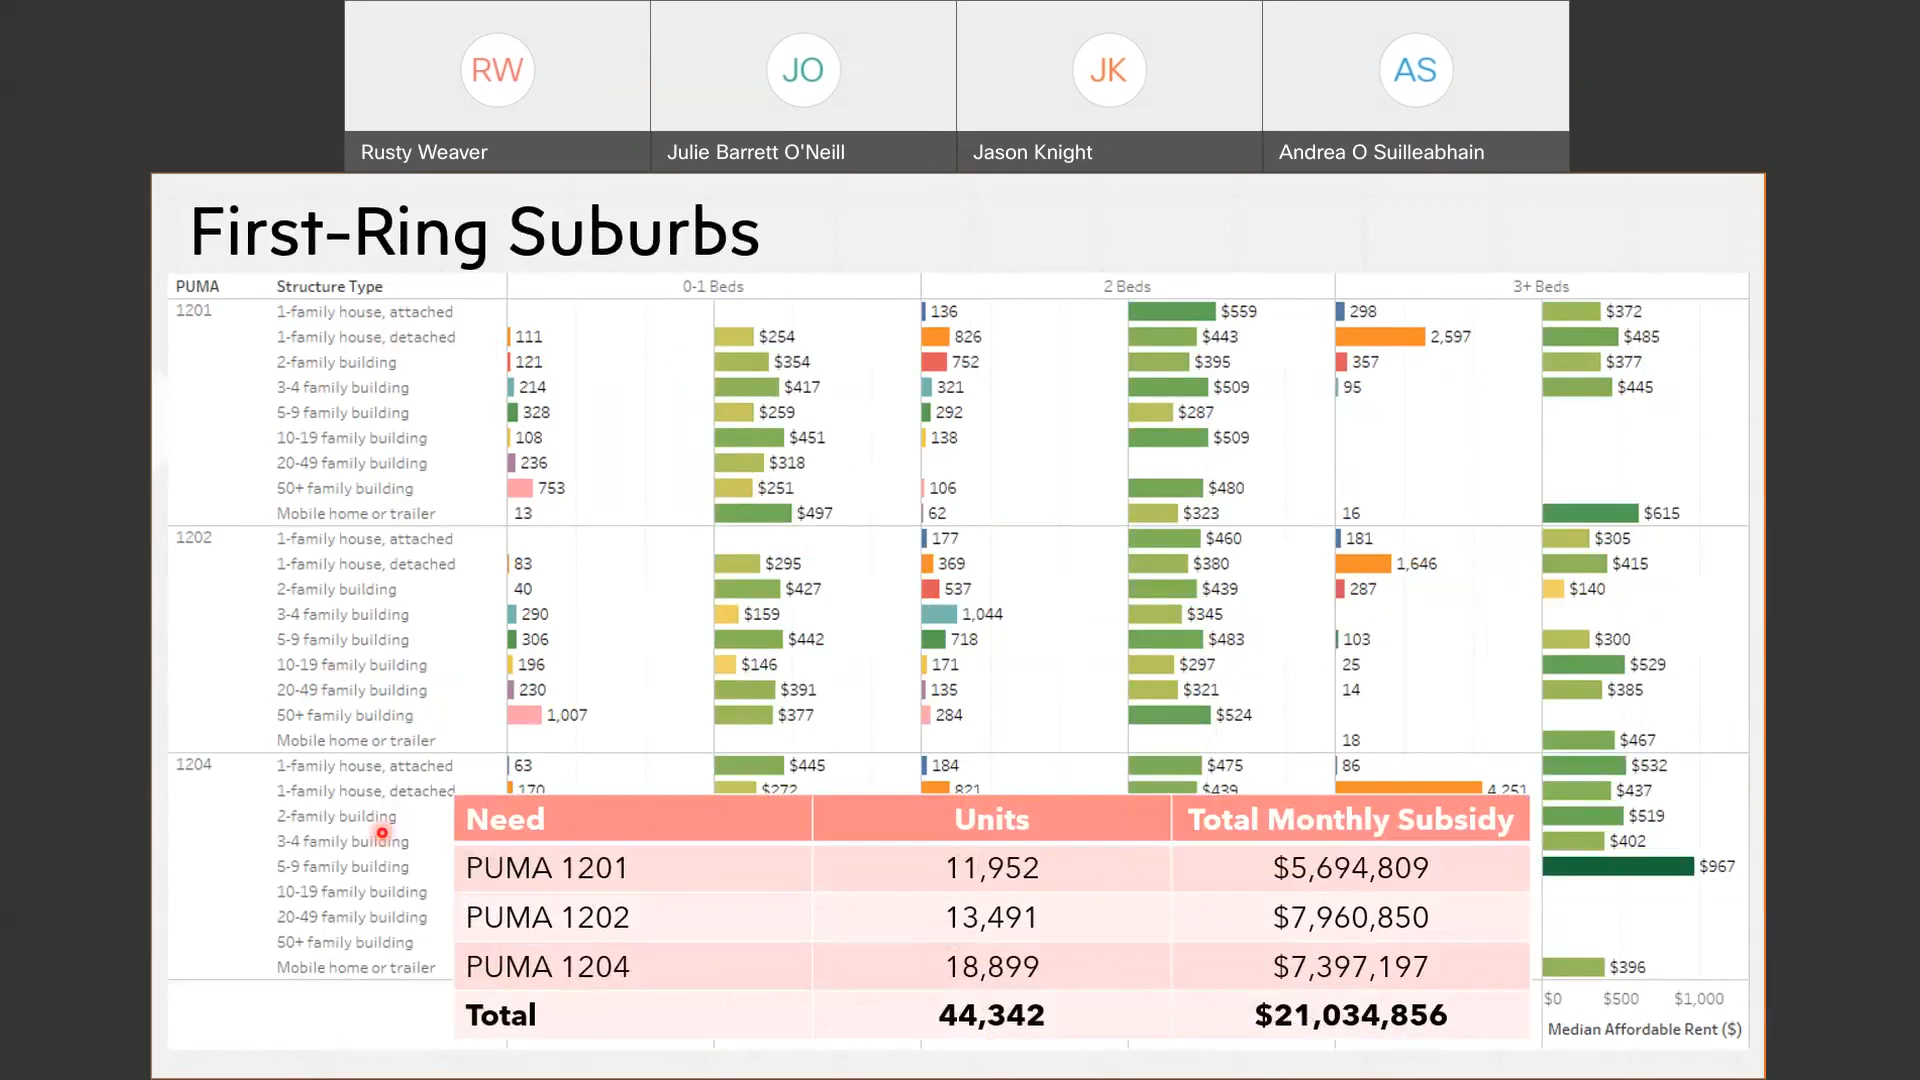 RW JO JK AS
Rusty Weaver Julie Barrett O'Neill Jason Knight Andrea O Suilleabhain
First-Ring Suburbs
PUMA Structure Type 0-1 Beds 2 Beds 3+ Beds
1201 1-family house, attached 136 $559 298 $372
1-family house, detached 111 $254 826 $443 2,597 $485
2-family building 121 $354 752 $395 357 $377
3-4 family building 214 $417 321 $509 95 $445
5-9 family building 328 $259 292 $287
10-19 family building 108 $451 138 $509
20-49 family building 236 $318
50+ family building 753 $251 106 $480
Mobile home or trailer 13 $497 62 $323 16 $615
1202 1-family house, attached 177 $460 181 $305
1-family house, detached 83 $295 369 $380 1,646 $415
2-family building 40 $427 537 $439 287 $140
3-4 family building 290 $159 1,044 $345
5-9 family building 306 $442 718 $483 103 $300
10-19 family building 196 $146 171 $297 25 $529
20-49 family building 230 $391 135 $321 14 $385
50+ family building 1,007 $377 284 $524
Mobile home or trailer 18 $467
1204 1-family house, attached 63 $445 184 $475 86 $532
1-family house, detached 170 $272 821 $439 4,251 $437
2-family building $519
3-4 family building $402
5-9 family building $967
10-19 family building
20-49 family building
50+ family building
Mobile home or trailer $396
Need Units Total Monthly Subsidy
PUMA 1201 11,952 $5,694,809
PUMA 1202 13,491 $7,960,850
PUMA 1204 18,899 $7,397,197
Total 44,342 $21,034,856
$0 $500 $1,000
Median Affordable Rent ($)